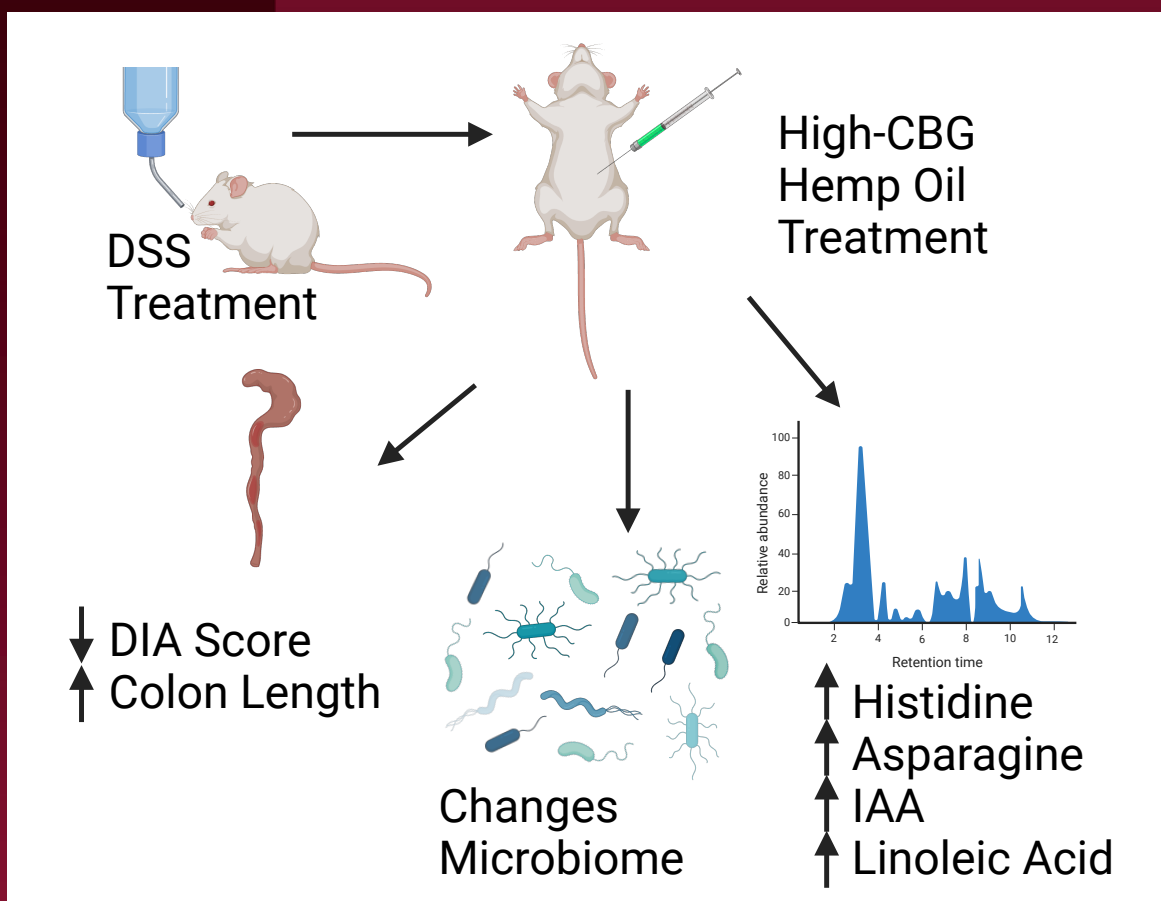 DSS
Treatment
High-CBG
Hemp Oil
Treatment
DIA Score
Colon Length
Changes
Microbiome
Relative abundance
100
80
60
40
20
0
2 4 6 8 10 12
Retention time
Histidine
Asparagine
IAA
Linoleic Acid